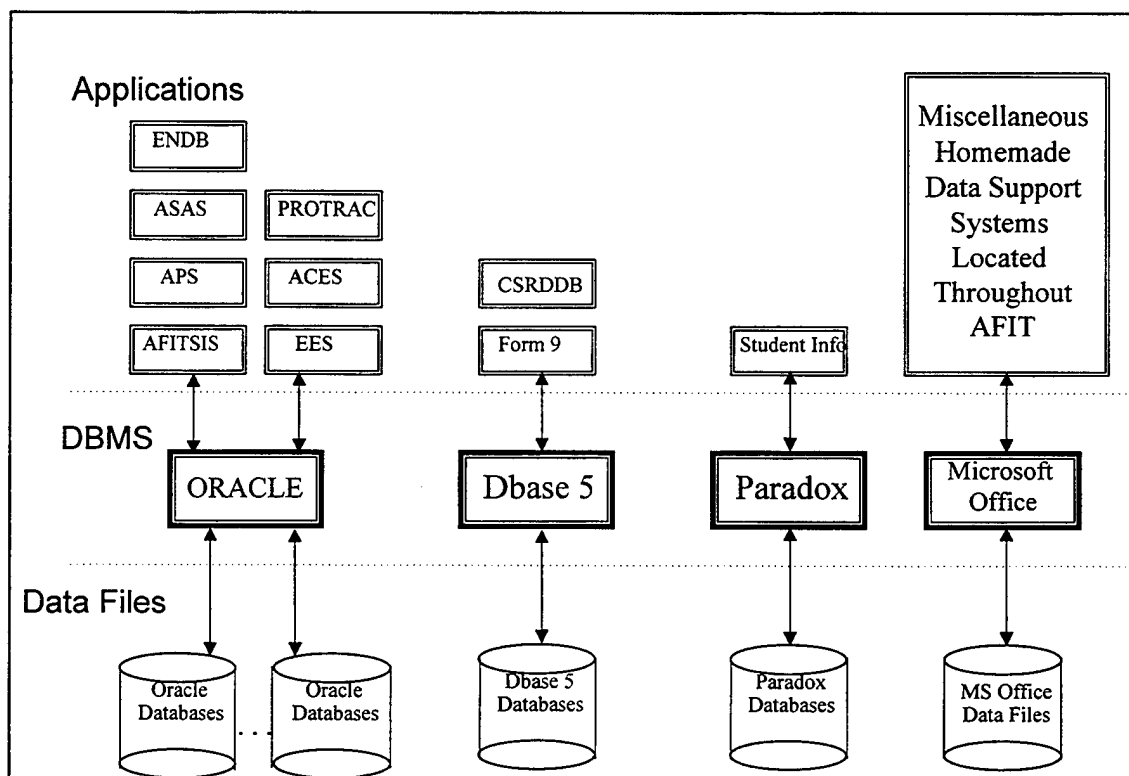 Applications
ENDB
ASAS
PROTRAC
APS
ACES
AFITSIS
EES
CSRDDB
Form 9
Student Info
Miscellaneous
Homemade
Data Support
Systems
Located
Throughout
AFIT
DBMS
ORACLE
Dbase 5
Paradox
Microsoft
Office
Data Files
Oracle
Databases
Oracle
Databases
Dbase 5
Databases
Paradox
Databases
MS Office
Data Files